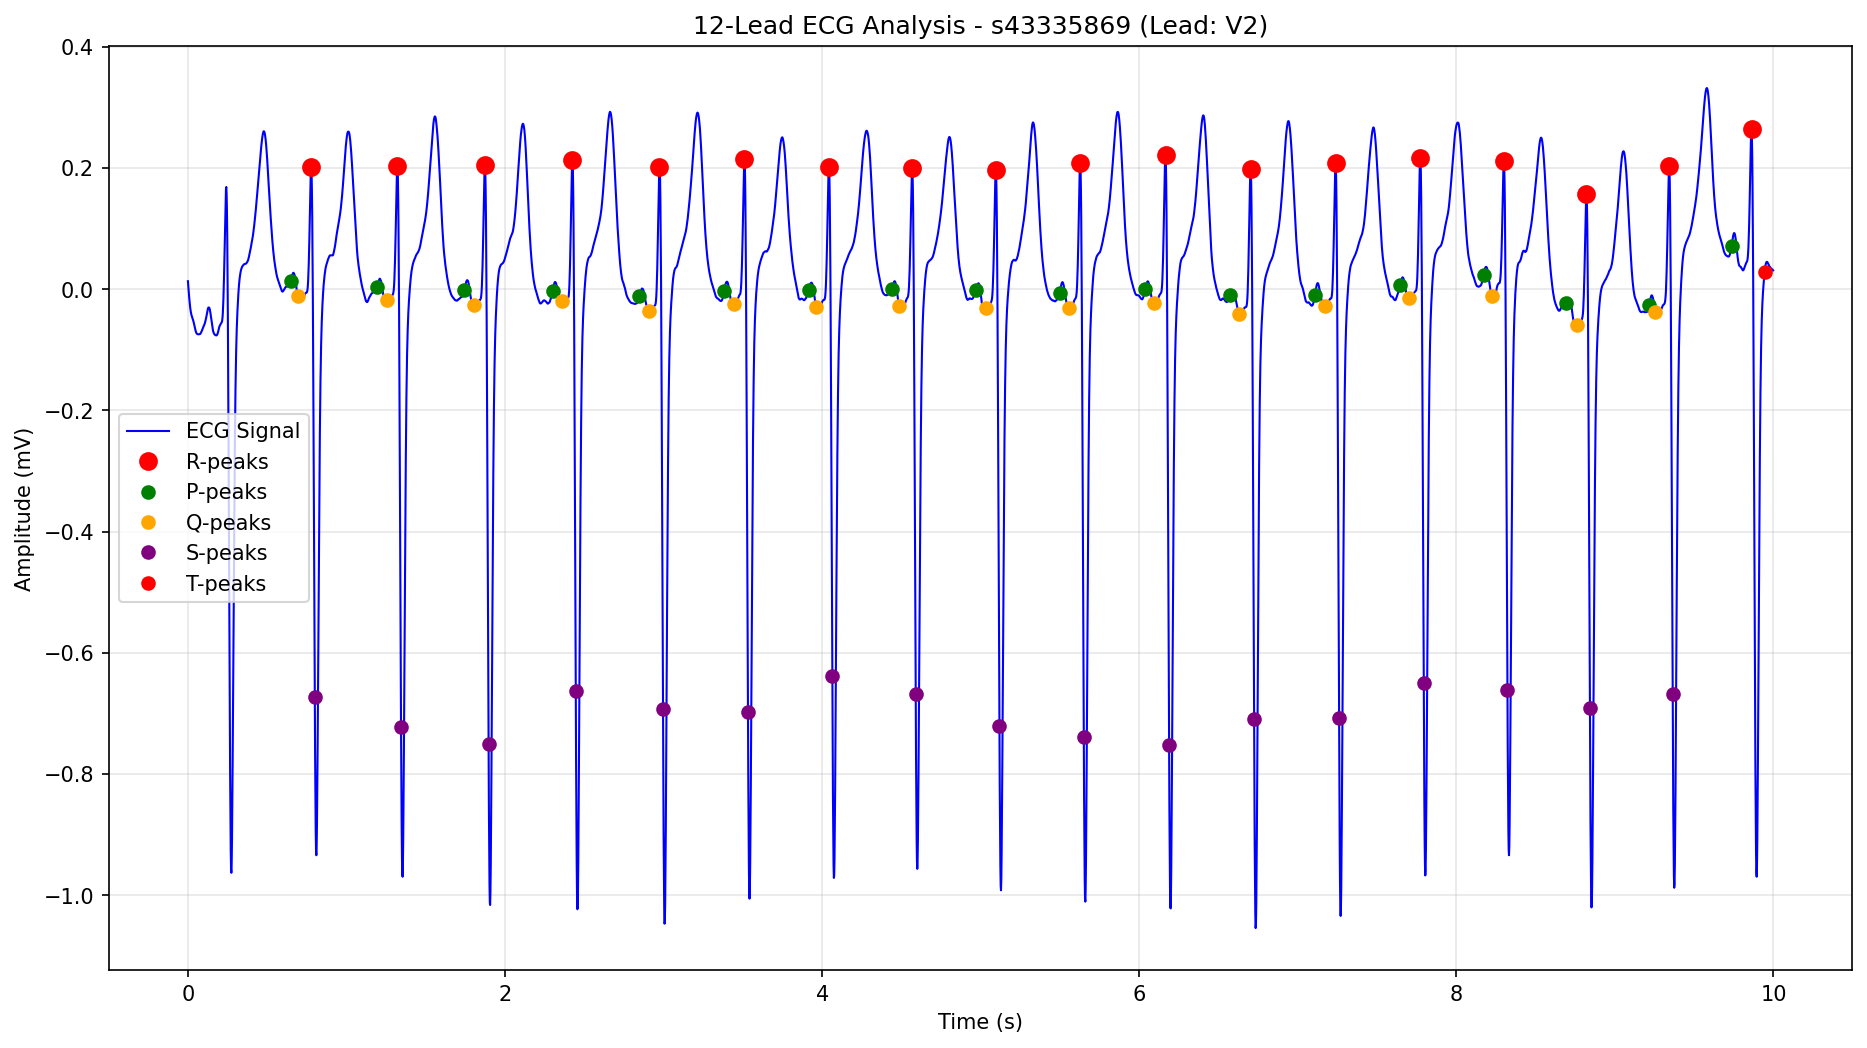 12-Lead ECG Analysis - s43335869 (Lead: V2)
0.4
0.2
0.0
−0.2
−0.4
−0.6
−0.8
−1.0
Amplitude (mV)
ECG Signal
R-peaks
P-peaks
Q-peaks
S-peaks
T-peaks
0 2 4 6 8 10
Time (s)